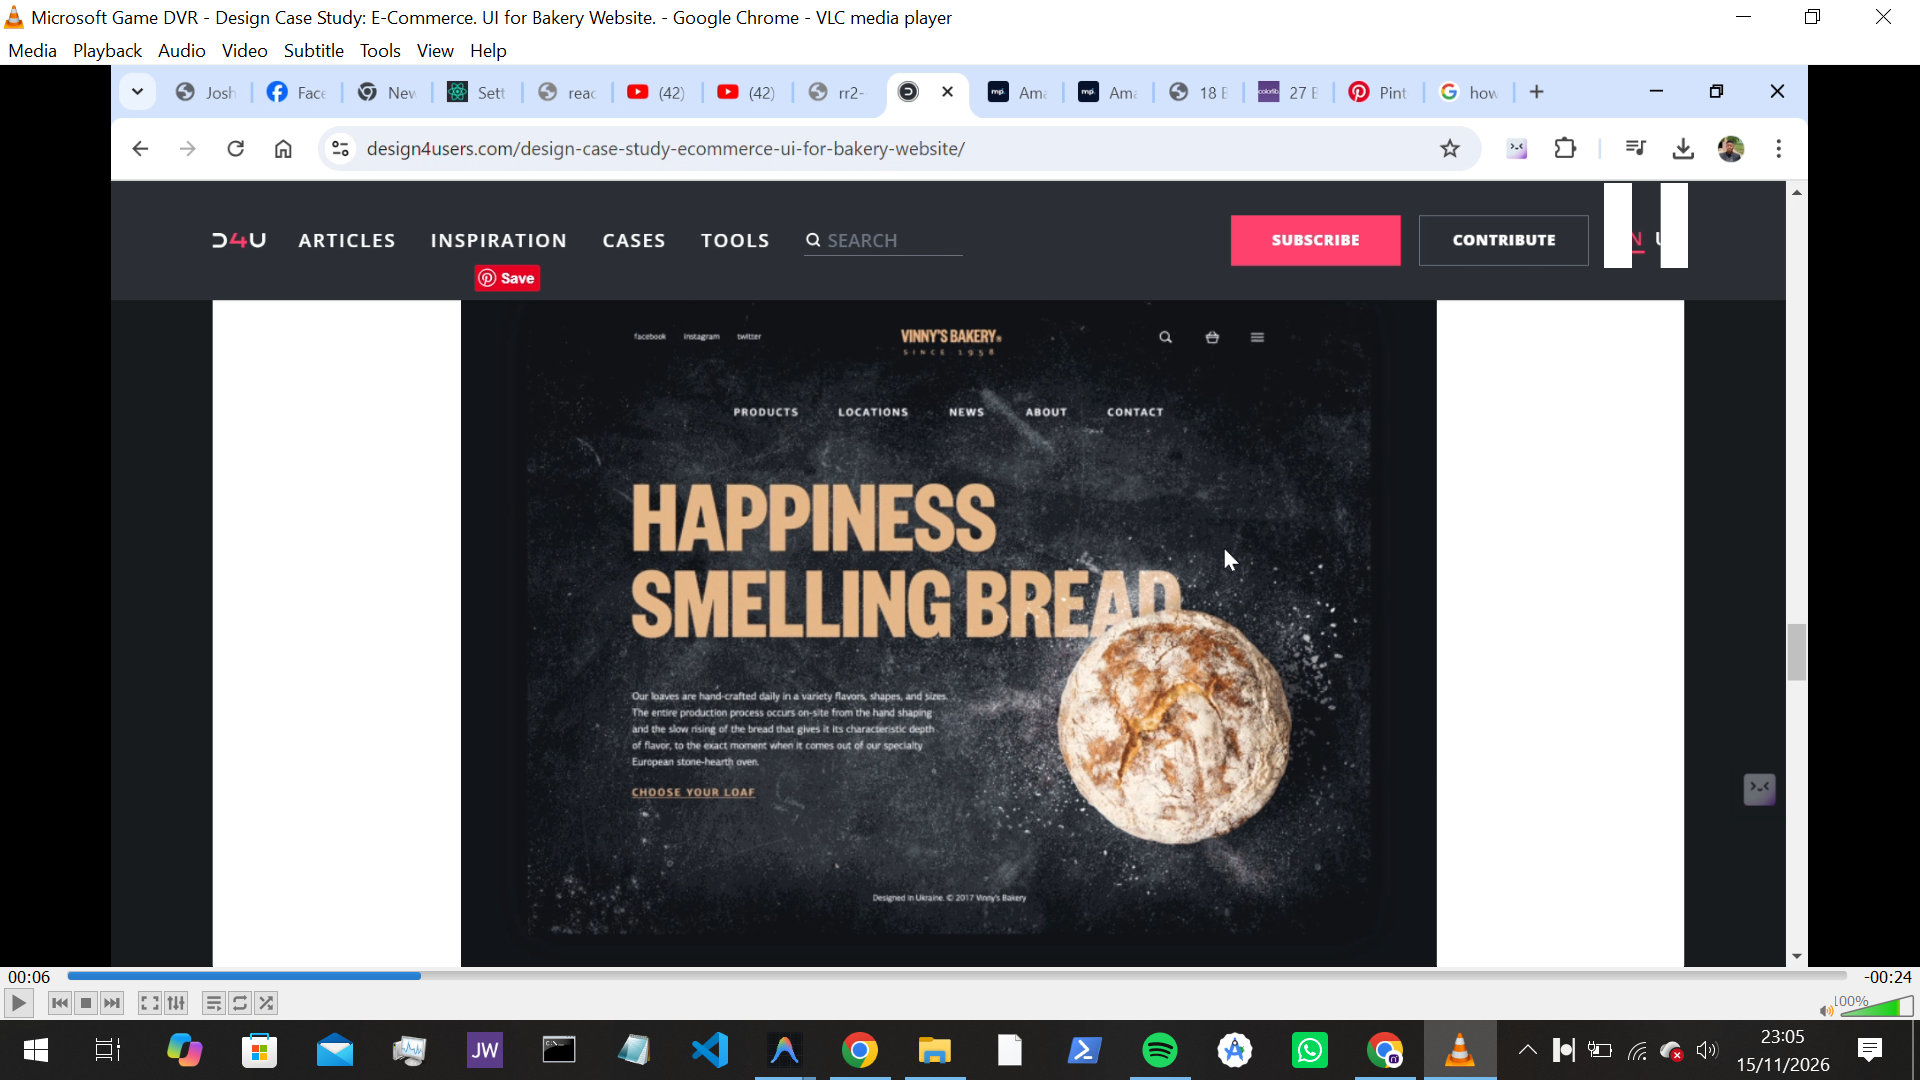 Microsoft Game DVR - Design Case Study: E-Commerce. UI for Bakery Website. - Google Chrome - VLC media player
Media Playback Audio Video Subtitle Tools View Help
Josh Face New Sett reac (42) (42) rr2- Ama Ama 18 E 27 E Pint how
design4users.com/design-case-study-ecommerce-ui-for-bakery-website/
D4U ARTICLES INSPIRATION CASES TOOLS SEARCH SUBSCRIBE CONTRIBUTE
Save
facebook instagram twitter VINNY'S BAKERY®
SINCE 1958
PRODUCTS LOCATIONS NEWS ABOUT CONTACT
HAPPINESS
SMELLING BREAD
Our loaves are hand-crafted daily in a variety flavors, shapes, and sizes.
The entire production process occurs on-site from the hand shaping
and the slow rising of the bread that gives it its characteristic depth
of flavor, to the exact moment when it comes out of our specialty
European stone-hearth oven.
CHOOSE YOUR LOAF
Designed in Ukraine. © 2017 Vinny's Bakery
00:06 -00:24
100%
JW
23:05
15/11/2026